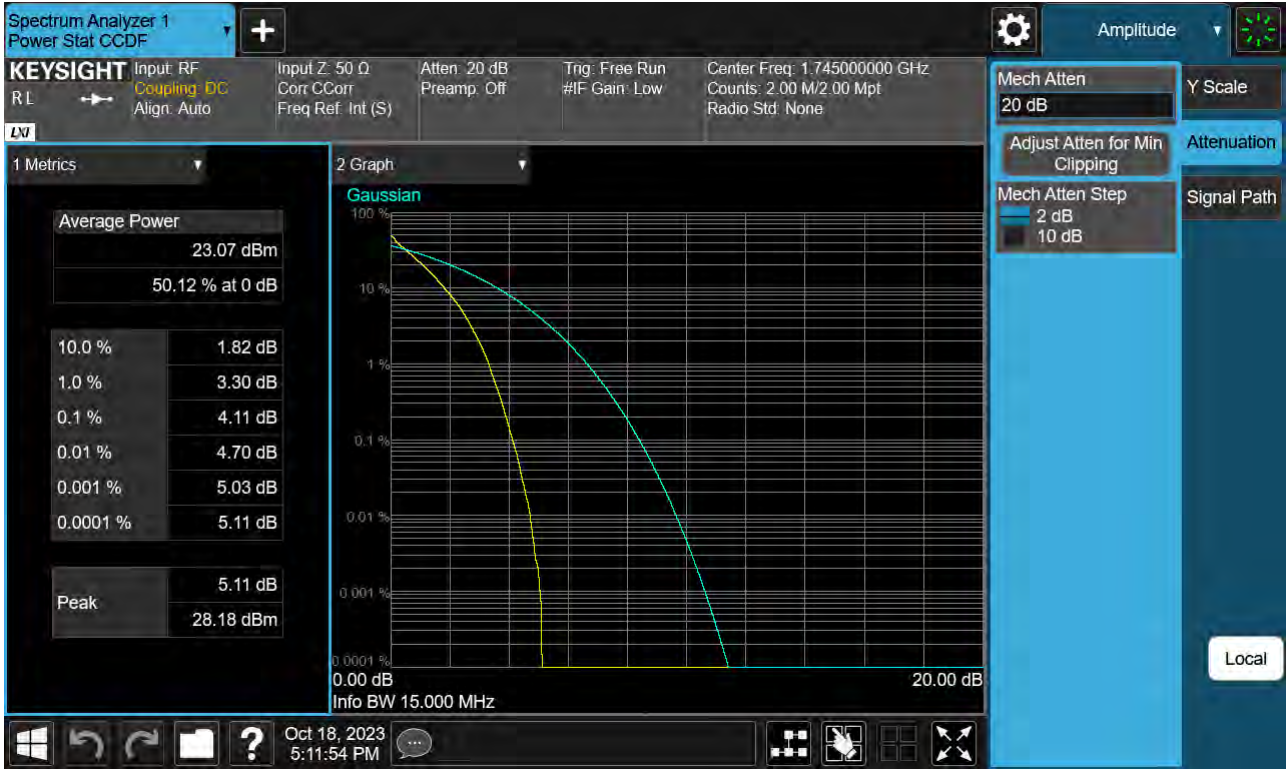 Spectrum Analyzer 1
Power Stat CCDF
Amplitude
KEYSIGHT
R L
LXI
Input: RF
Coupling: DC
Align: Auto
Input Z: 50 Ω
Corr CCorr
Freq Ref: Int (S)
Atten: 20 dB
Preamp: Off
Trig: Free Run
#IF Gain: Low
Center Freq: 1.745000000 GHz
Counts: 2.00 M/2.00 Mpt
Radio Std: None
1 Metrics
Average Power
23.07 dBm
50.12 % at 0 dB
10.0 % 1.82 dB
1.0 % 3.30 dB
0.1 % 4.11 dB
0.01 % 4.70 dB
0.001 % 5.03 dB
0.0001 % 5.11 dB
Peak
5.11 dB
28.18 dBm
2 Graph
Gaussian
100 %
10 %
1 %
0.1 %
0.01 %
0.001 %
0.0001 %
0.00 dB 20.00 dB
Info BW 15.000 MHz
Mech Atten
20 dB
Adjust Atten for Min
Clipping
Mech Atten Step
2 dB
10 dB
Y Scale
Attenuation
Signal Path
Local
?
Oct 18, 2023
5:11:54 PM